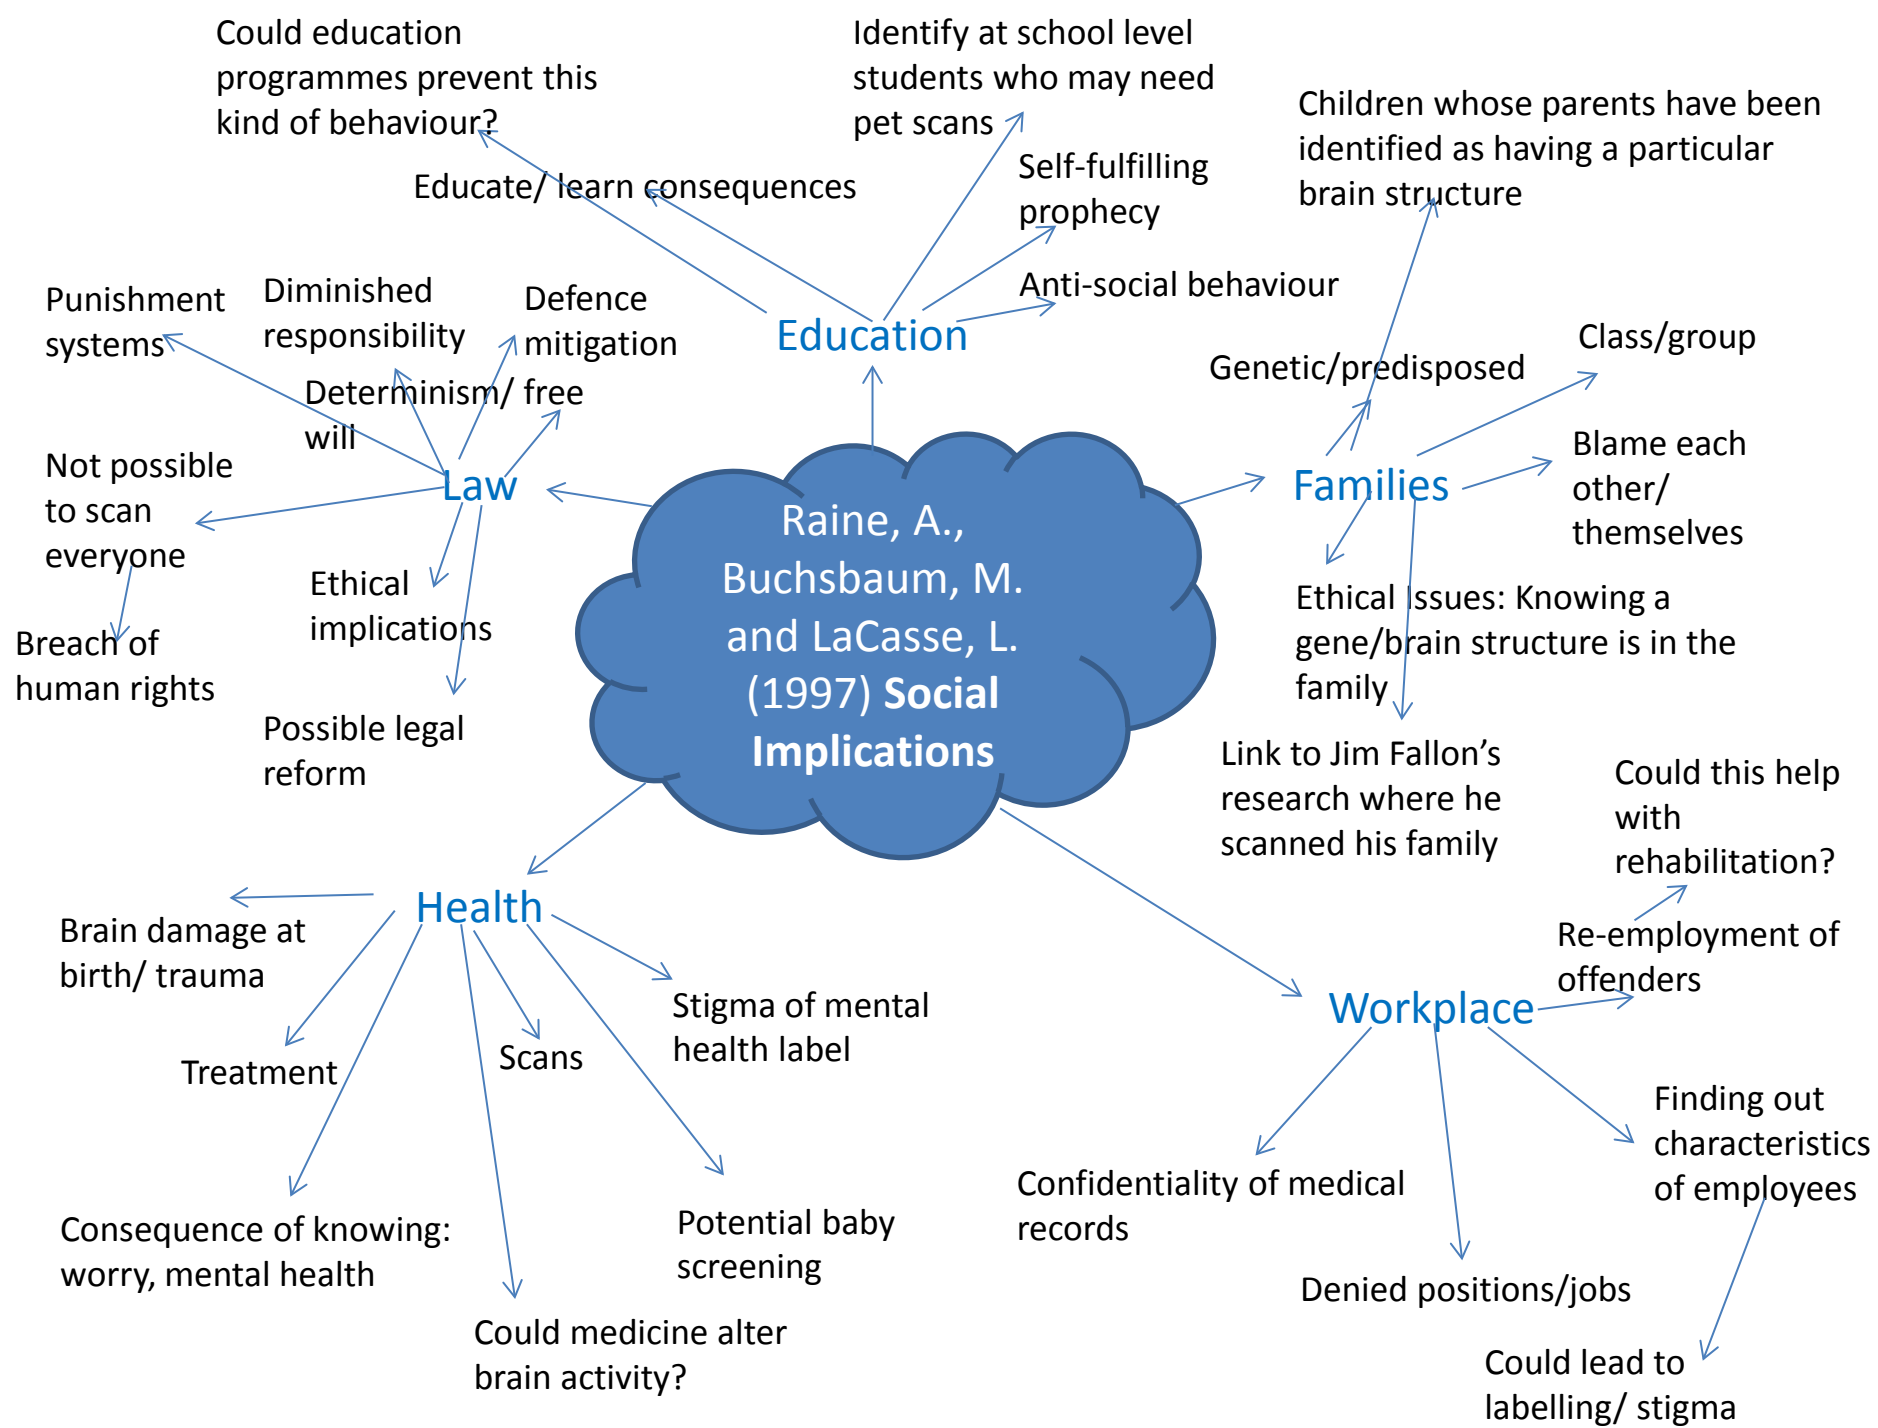 Could education
programmes prevent this
kind of behaviour?
Educate/ learn consequences
Identify at school level
students who may need
pet scans
Self-fulfilling
prophecy
Anti-social behaviour
Education
Children whose parents have been
identified as having a particular
brain structure
Class/group
Genetic/predisposed
Blame each
other/
themselves
Families
Ethical Issues: Knowing a
gene/brain structure is in the
family
Link to Jim Fallon’s
research where he
scanned his family
Punishment
systems
Diminished
responsibility
Defence
mitigation
Determinism/ free
will
Law
Not possible
to scan
everyone
Breach of
human rights
Ethical
implications
Possible legal
reform
Raine, A.,
Buchsbaum, M.
and LaCasse, L.
(1997) Social
Implications
Health
Brain damage at
birth/ trauma
Treatment
Scans
Stigma of mental
health label
Consequence of knowing:
worry, mental health
Potential baby
screening
Could medicine alter
brain activity?
Could this help
with
rehabilitation?
Re-employment of
offenders
Workplace
Finding out
characteristics
of employees
Confidentiality of medical
records
Denied positions/jobs
Could lead to
labelling/ stigma